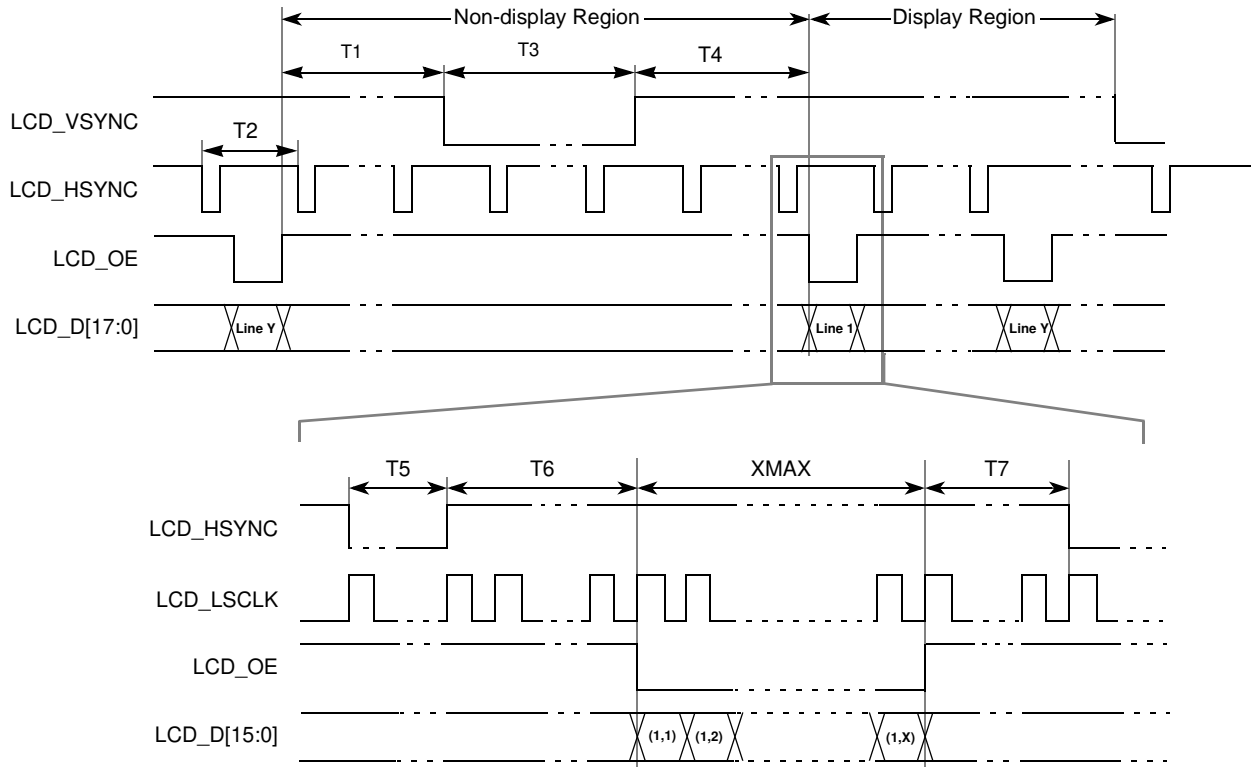 Non-display Region
Display Region
T1
T3
T4
LCD_VSYNC
T2
LCD_HSYNC
LCD_OE
LCD_D[17:0]
Line Y
Line 1
Line Y
T5
T6
XMAX
T7
LCD_HSYNC
LCD_LSCLK
LCD_OE
LCD_D[15:0]
(1,1)
(1,2)
(1,X)